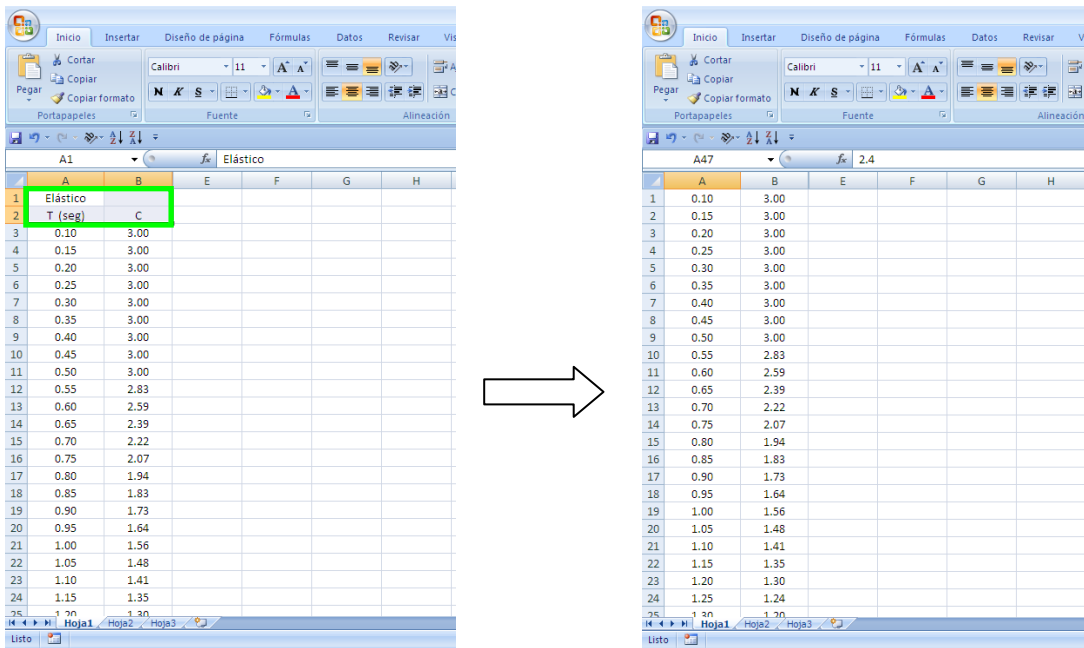 Inicio Insertar Diseño de página Fórmulas Datos Revisar Vis
Cortar
Copiar
Copiar formato
Pegar
Calibri 11 A A
N K S A
Portapapeles Fuente Alineación
A1 fx Elástico
A B E F G H
1 Elástico
2 T (seg) C
3 0.10 3.00
4 0.15 3.00
5 0.20 3.00
6 0.25 3.00
7 0.30 3.00
8 0.35 3.00
9 0.40 3.00
10 0.45 3.00
11 0.50 3.00
12 0.55 2.83
13 0.60 2.59
14 0.65 2.39
15 0.70 2.22
16 0.75 2.07
17 0.80 1.94
18 0.85 1.83
19 0.90 1.73
20 0.95 1.64
21 1.00 1.56
22 1.05 1.48
23 1.10 1.41
24 1.15 1.35
25 1.20 1.30
Hoja1 Hoja2 Hoja3
Listo
Inicio Insertar Diseño de página Fórmulas Datos Revisar V
Cortar
Copiar
Copiar formato
Pegar
Calibri 11 A A
N K S A
Portapapeles Fuente Alineación
A47 fx 2.4
A B E F G H
1 0.10 3.00
2 0.15 3.00
3 0.20 3.00
4 0.25 3.00
5 0.30 3.00
6 0.35 3.00
7 0.40 3.00
8 0.45 3.00
9 0.50 3.00
10 0.55 2.83
11 0.60 2.59
12 0.65 2.39
13 0.70 2.22
14 0.75 2.07
15 0.80 1.94
16 0.85 1.83
17 0.90 1.73
18 0.95 1.64
19 1.00 1.56
20 1.05 1.48
21 1.10 1.41
22 1.15 1.35
23 1.20 1.30
24 1.25 1.24
25 1.30 1.20
Hoja1 Hoja2 Hoja3
Listo